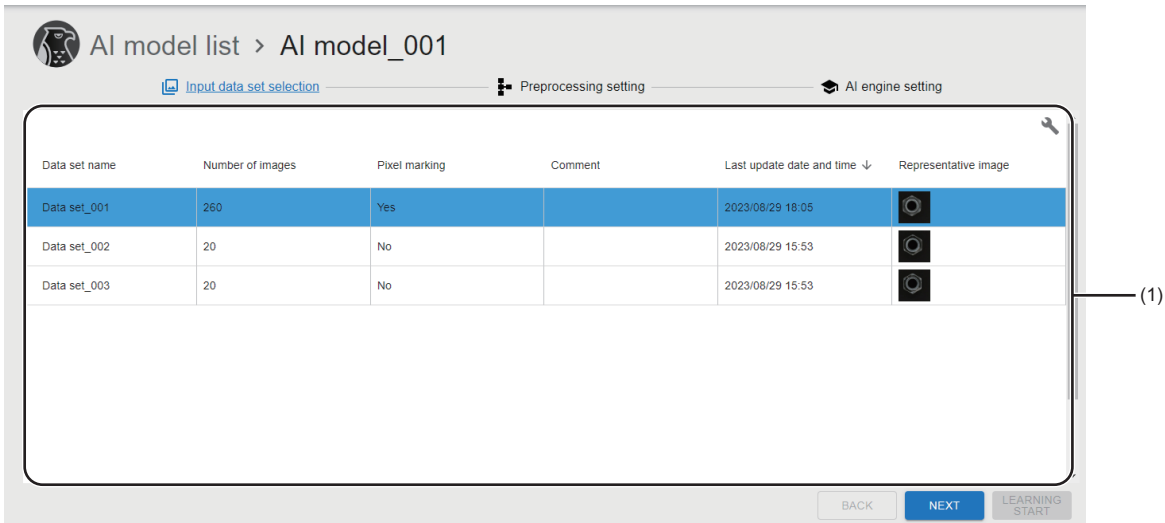 AI model list > AI model_001
Input data set selection Preprocessing setting AI engine setting
Data set name Number of images Pixel marking Comment Last update date and time ↓ Representative image
Data set_001 260 Yes 2023/08/29 18:05
Data set_002 20 No 2023/08/29 15:53
Data set_003 20 No 2023/08/29 15:53
(1)
BACK NEXT LEARNING START